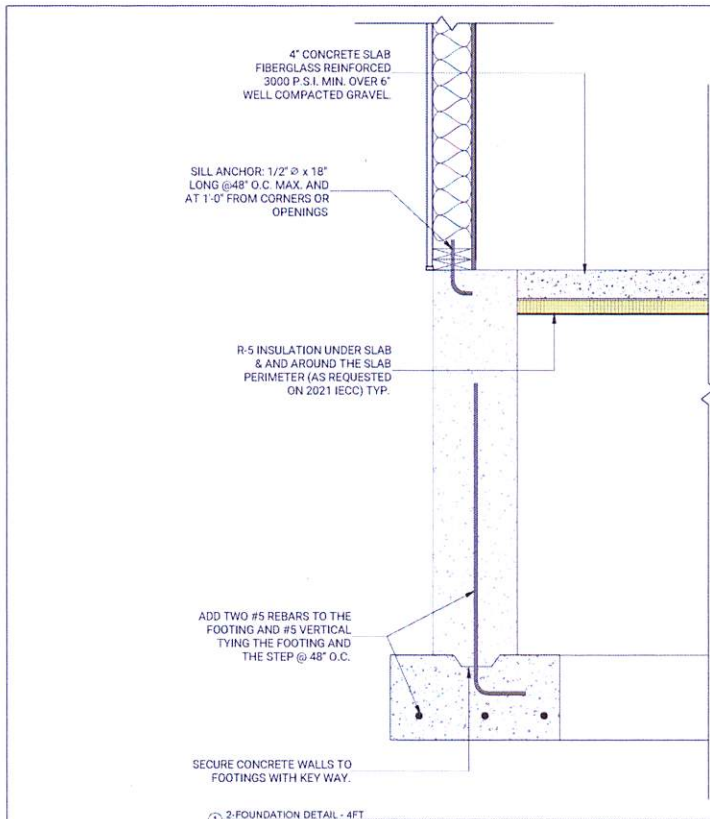 4" CONCRETE SLAB
FIBERGLASS REINFORCED
3000 P.S.I. MIN. OVER 6"
WELL COMPACTED GRAVEL.
SILL ANCHOR: 1/2" Ø x 18"
LONG @48" O.C. MAX. AND
AT 1'-0" FROM CORNERS OR
OPENINGS
R-5 INSULATION UNDER SLAB
& AND AROUND THE SLAB
PERIMETER (AS REQUESTED
ON 2021 IECC) TYP.
ADD TWO #5 REBARS TO THE
FOOTING AND #5 VERTICAL
TYING THE FOOTING AND
THE STEP @ 48" O.C.
SECURE CONCRETE WALLS TO
FOOTINGS WITH KEY WAY.
2-FOUNDATION DETAIL - 4FT